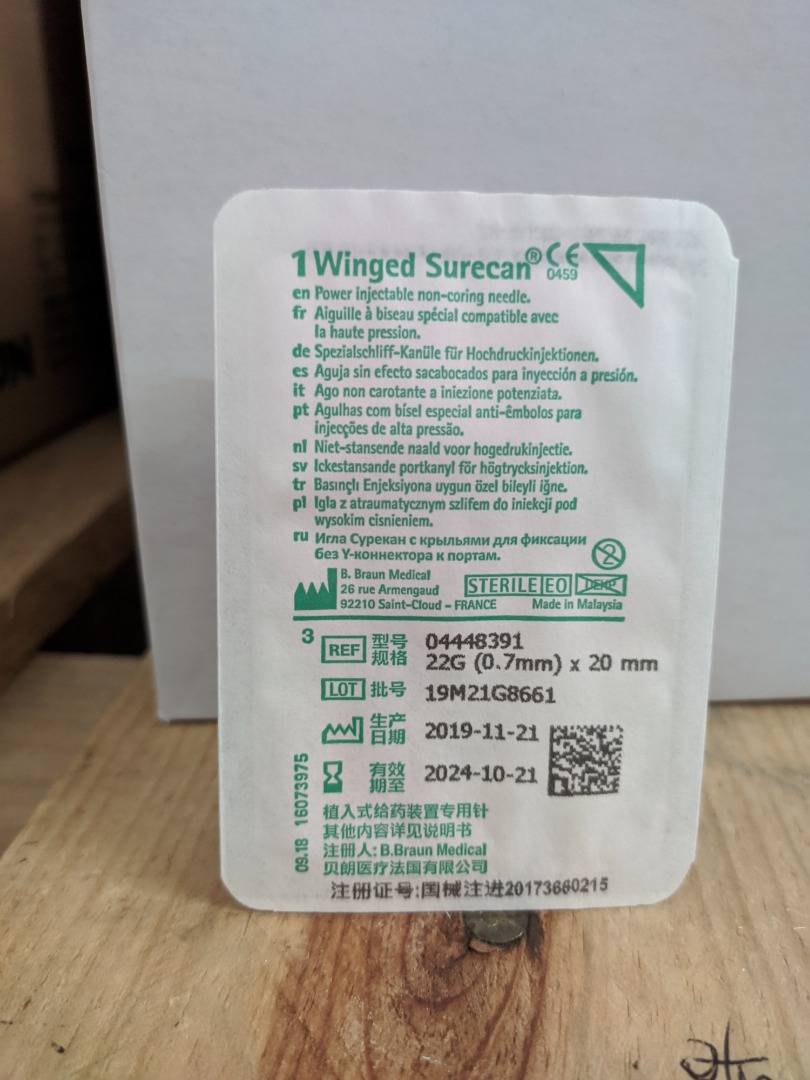 1 Winged Surecan® CE
0459
en Power injectable non-coring needle.
fr Aiguille à biseau spécial compatible avec
la haute pression.
de Spezialschliff-Kanüle für Hochdruckinjektionen.
es Aguja sin efecto sacabocados para inyección a presión.
it Ago non carotante a iniezione potenziata.
pt Agulhas com bísel especial anti-êmbolos para
injecções de alta pressão.
nl Niet-stansende naald voor hogedrukinjectie.
sv Ickestansande portkanyl för högtrycksinjektion.
tr Basınçlı Enjeksiyona uygun özel bileyli iğne.
pl Igla z atraumatycznym szlifem do iniekcji pod
wysokim cisnieniem.
ru Игла Сурекан с крыльями для фиксации
без Y-коннектора к портам.
2
B. Braun Medical
26 rue Armengaud
92210 Saint-Cloud – FRANCE
STERILE EO DEHP
Made in Malaysia
3
REF 型号 规格 04448391
22G (0.7mm) x 20 mm
LOT 批号 19M21G8661
生产日期 2019-11-21
有效期至 2024-10-21
09.18 16073975
植入式给药装置专用针
其他内容详见说明书
注册人: B.Braun Medical
贝朗医疗法国有限公司
注册证号:国械注进20173660215